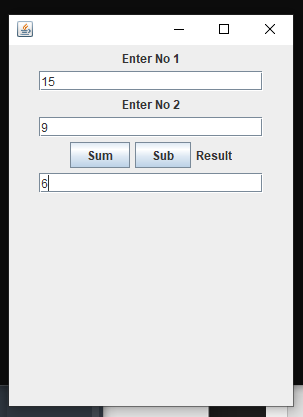 Enter No 1
15
Enter No 2
9
Sum Sub Result
6